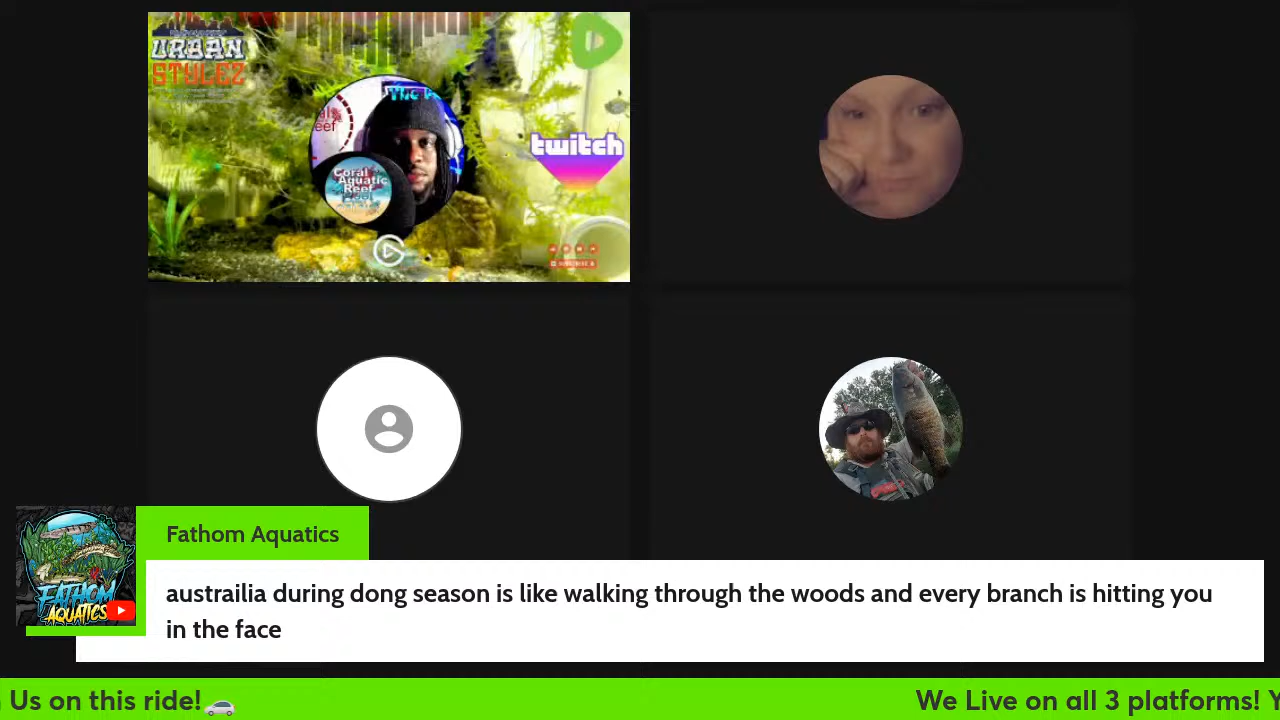 URBAN
STYLEZ
The
twitch
Coral
Aquatic
Reef
SUBSCRIBE
Fathom Aquatics
FATHOM
AQUATICS
austrailia during dong season is like walking through the woods and every branch is hitting you
in the face
Us on this ride!
We Live on all 3 platforms! Y